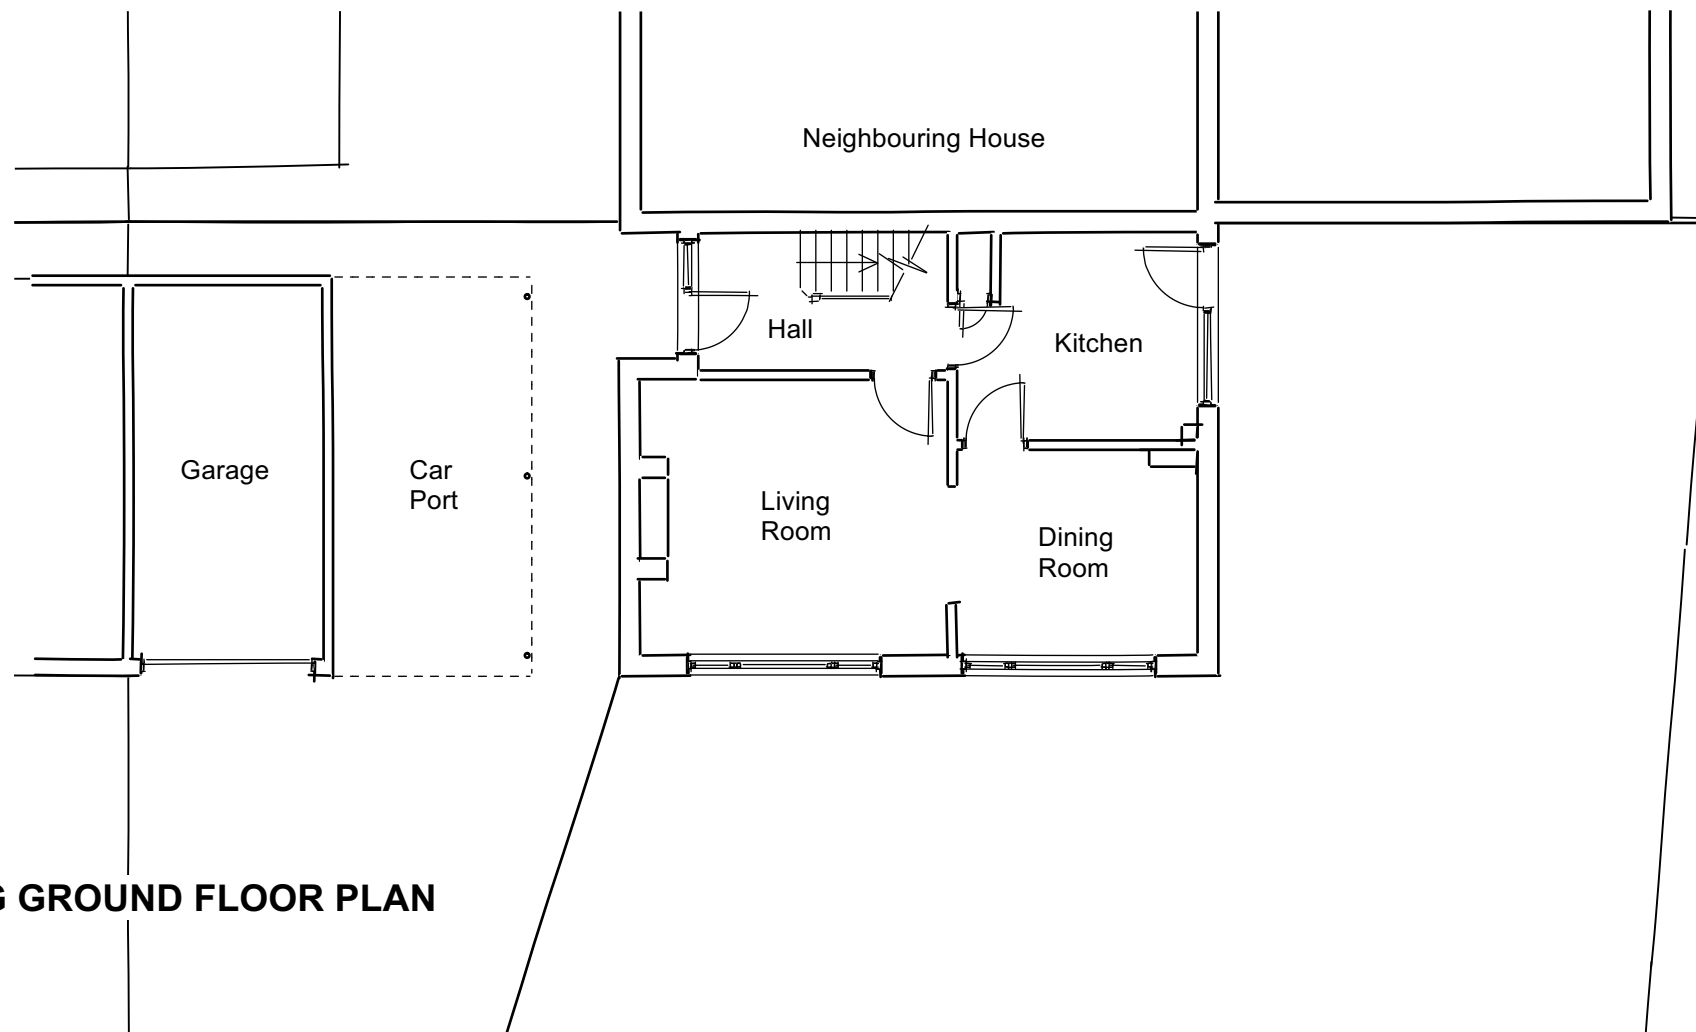 Neighbouring House
Hall
Kitchen
Garage
Car
Port
Living
Room
Dining
Room
GROUND FLOOR PLAN